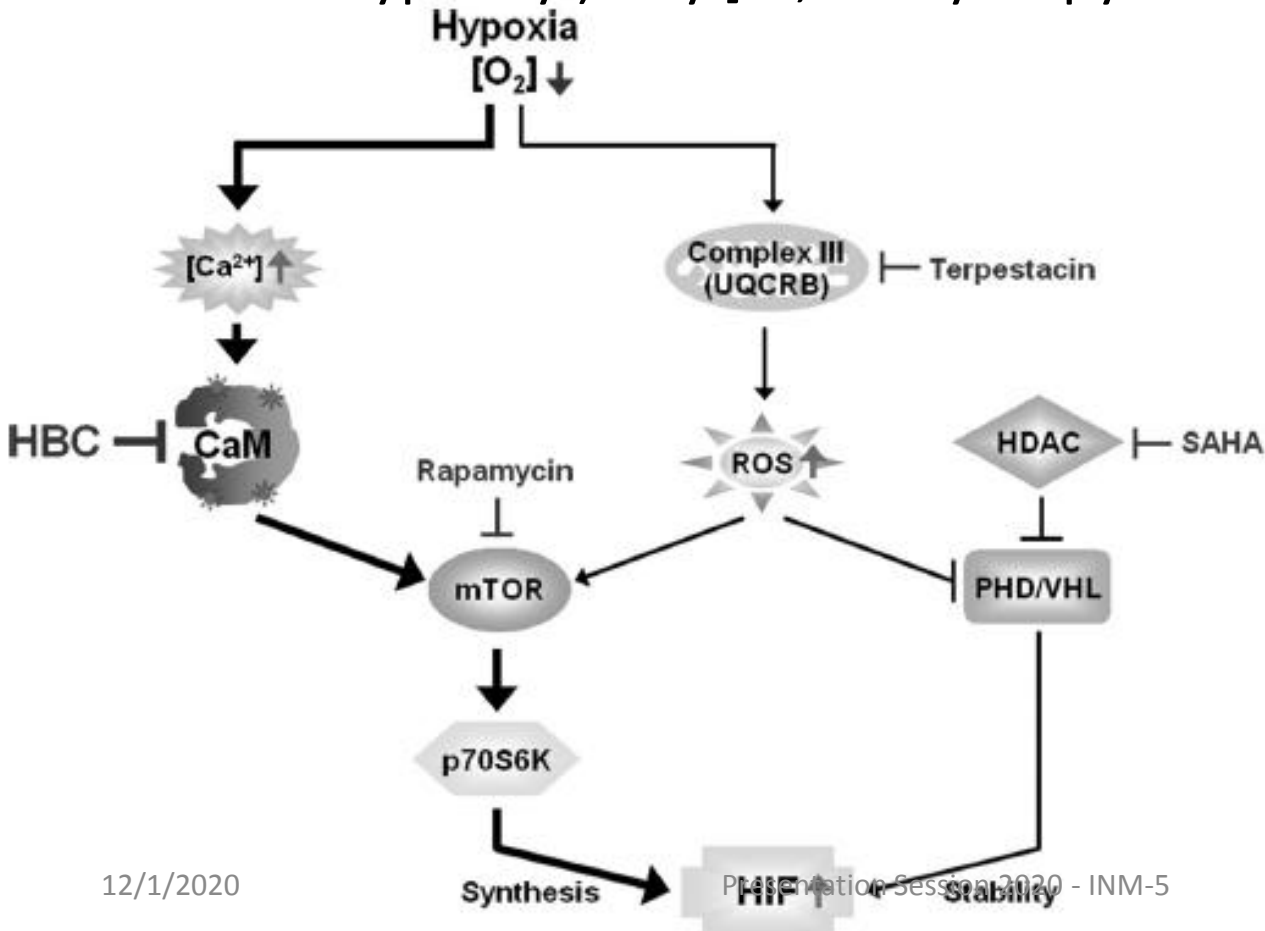 Hypoxia
[O₂]
[Ca²⁺]
Complex III
(UQCRB)
Terpestacin
HBC
CaM
Rapamycin
ROS
HDAC
SAHA
mTOR
PHD/VHL
p70S6K
12/1/2020
Synthesis
HIF
Presentation Session 2020 - INM-5
Stability